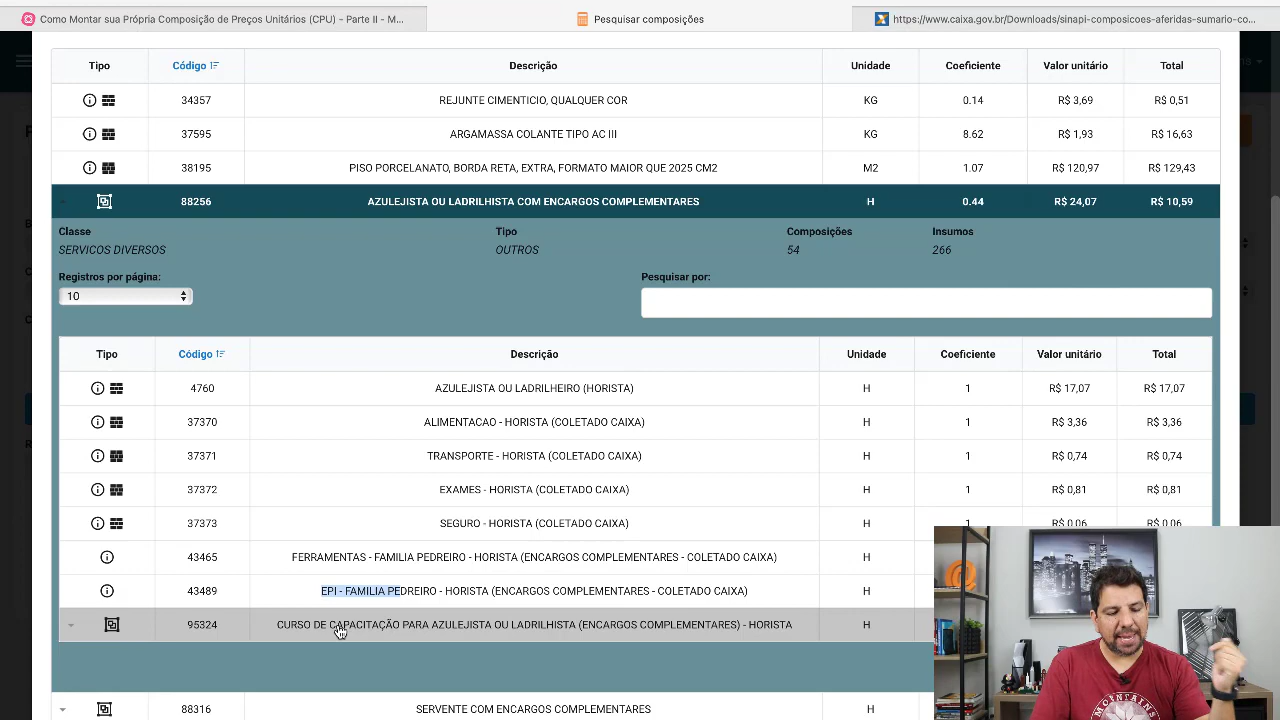 Como Montar sua Própria Composição de Preços Unitários (CPU) - Parte II - M...
Pesquisar composições
https://www.caixa.gov.br/Downloads/sinapi-composicoes-aferidas-sumario-co...
Tipo Código Descrição Unidade Coeficiente Valor unitário Total
34357 REJUNTE CIMENTICIO, QUALQUER COR KG 0.14 R$ 3,69 R$ 0,51
37595 ARGAMASSA COLANTE TIPO AC III KG 8.62 R$ 1,93 R$ 16,63
38195 PISO PORCELANATO, BORDA RETA, EXTRA, FORMATO MAIOR QUE 2025 CM2 M2 1.07 R$ 120,97 R$ 129,43
88256 AZULEJISTA OU LADRILHISTA COM ENCARGOS COMPLEMENTARES H 0.44 R$ 24,07 R$ 10,59
Classe Tipo Composições Insumos
SERVICOS DIVERSOS OUTROS 54 266
Registros por página: Pesquisar por:
10
Tipo Código Descrição Unidade Coeficiente Valor unitário Total
4760 AZULEJISTA OU LADRILHEIRO (HORISTA) H 1 R$ 17,07 R$ 17,07
37370 ALIMENTACAO - HORISTA (COLETADO CAIXA) H 1 R$ 3,36 R$ 3,36
37371 TRANSPORTE - HORISTA (COLETADO CAIXA) H 1 R$ 0,74 R$ 0,74
37372 EXAMES - HORISTA (COLETADO CAIXA) H 1 R$ 0,81 R$ 0,81
37373 SEGURO - HORISTA (COLETADO CAIXA) H 1 R$ 0,06 R$ 0,06
43465 FERRAMENTAS - FAMILIA PEDREIRO - HORISTA (ENCARGOS COMPLEMENTARES - COLETADO CAIXA) H
43489 EPI - FAMILIA PEDREIRO - HORISTA (ENCARGOS COMPLEMENTARES - COLETADO CAIXA) H
95324 CURSO DE CAPACITAÇÃO PARA AZULEJISTA OU LADRILHISTA (ENCARGOS COMPLEMENTARES) - HORISTA H
88316 SERVENTE COM ENCARGOS COMPLEMENTARES H